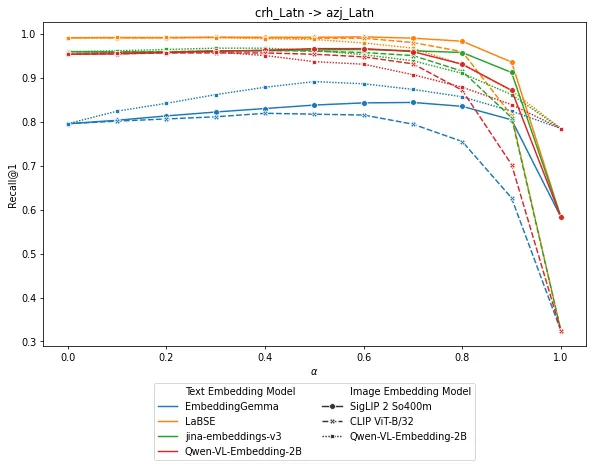 crh_Latn -> azj_Latn
Recall@1
1.0
0.9
0.8
0.7
0.6
0.5
0.4
0.3
0.0 0.2 0.4 0.6 0.8 1.0
α
Text Embedding Model Image Embedding Model
EmbeddingGemma SigLIP 2 So400m
LaBSE CLIP ViT-B/32
jina-embeddings-v3 Qwen-VL-Embedding-2B
Qwen-VL-Embedding-2B